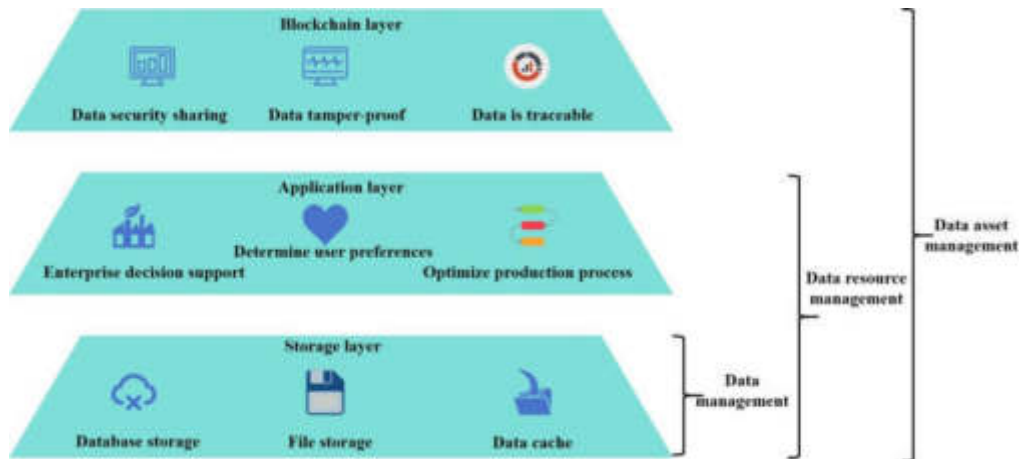 Blockchain layer
Data security sharing
Data tamper-proof
Data is traceable
Application layer
Enterprise decision support
Determine user preferences
Optimize production process
Storage layer
Database storage
File storage
Data cache
Data
management
Data resource
management
Data asset
management